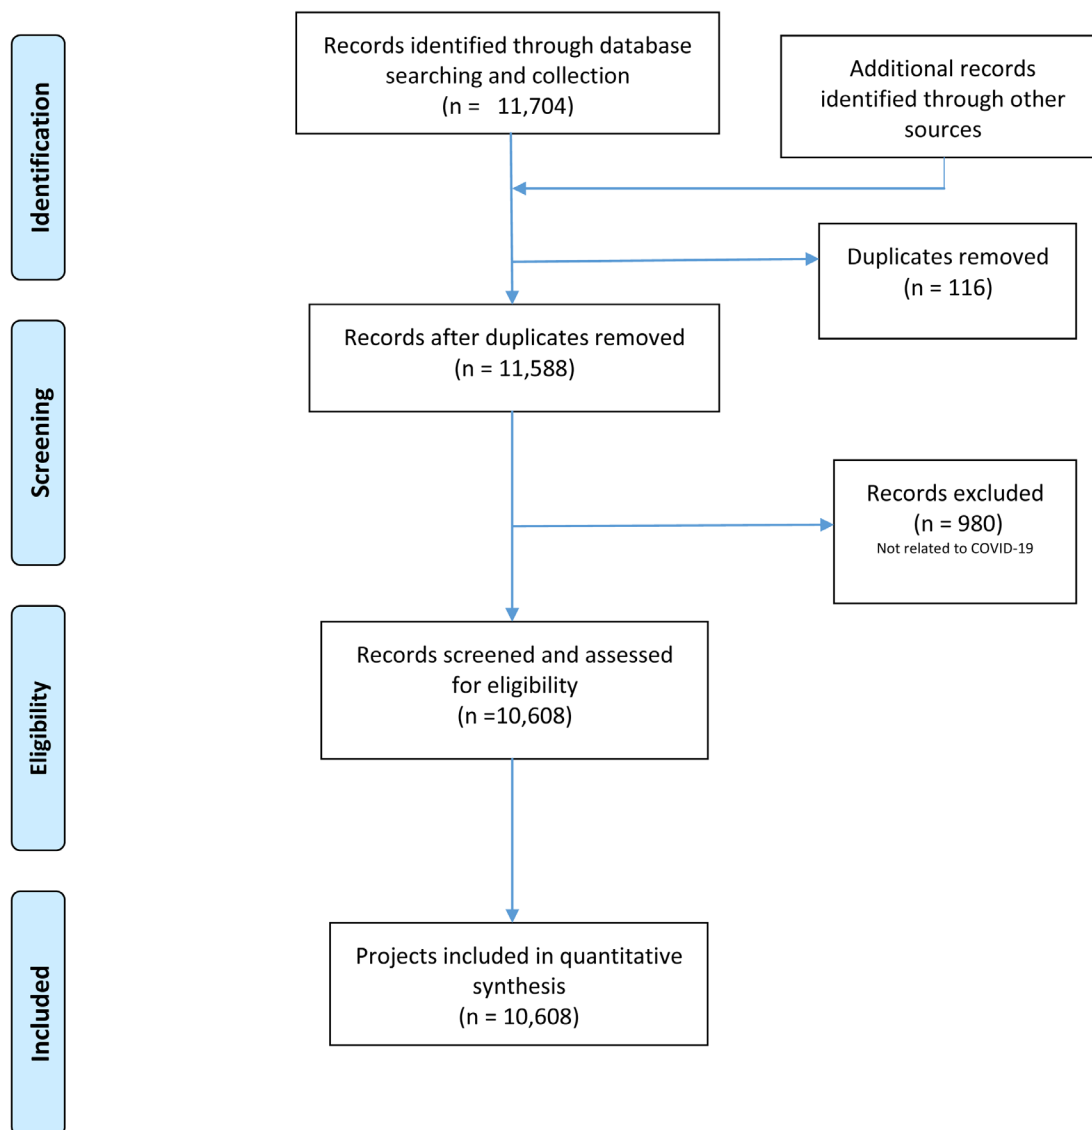 Identification
Records identified through database
searching and collection
(n = 11,704)
Additional records
identified through other
sources
Duplicates removed
(n = 116)
Screening
Records after duplicates removed
(n = 11,588)
Records excluded
(n = 980)
Not related to COVID-19
Eligibility
Records screened and assessed
for eligibility
(n =10,608)
Included
Projects included in quantitative
synthesis
(n = 10,608)